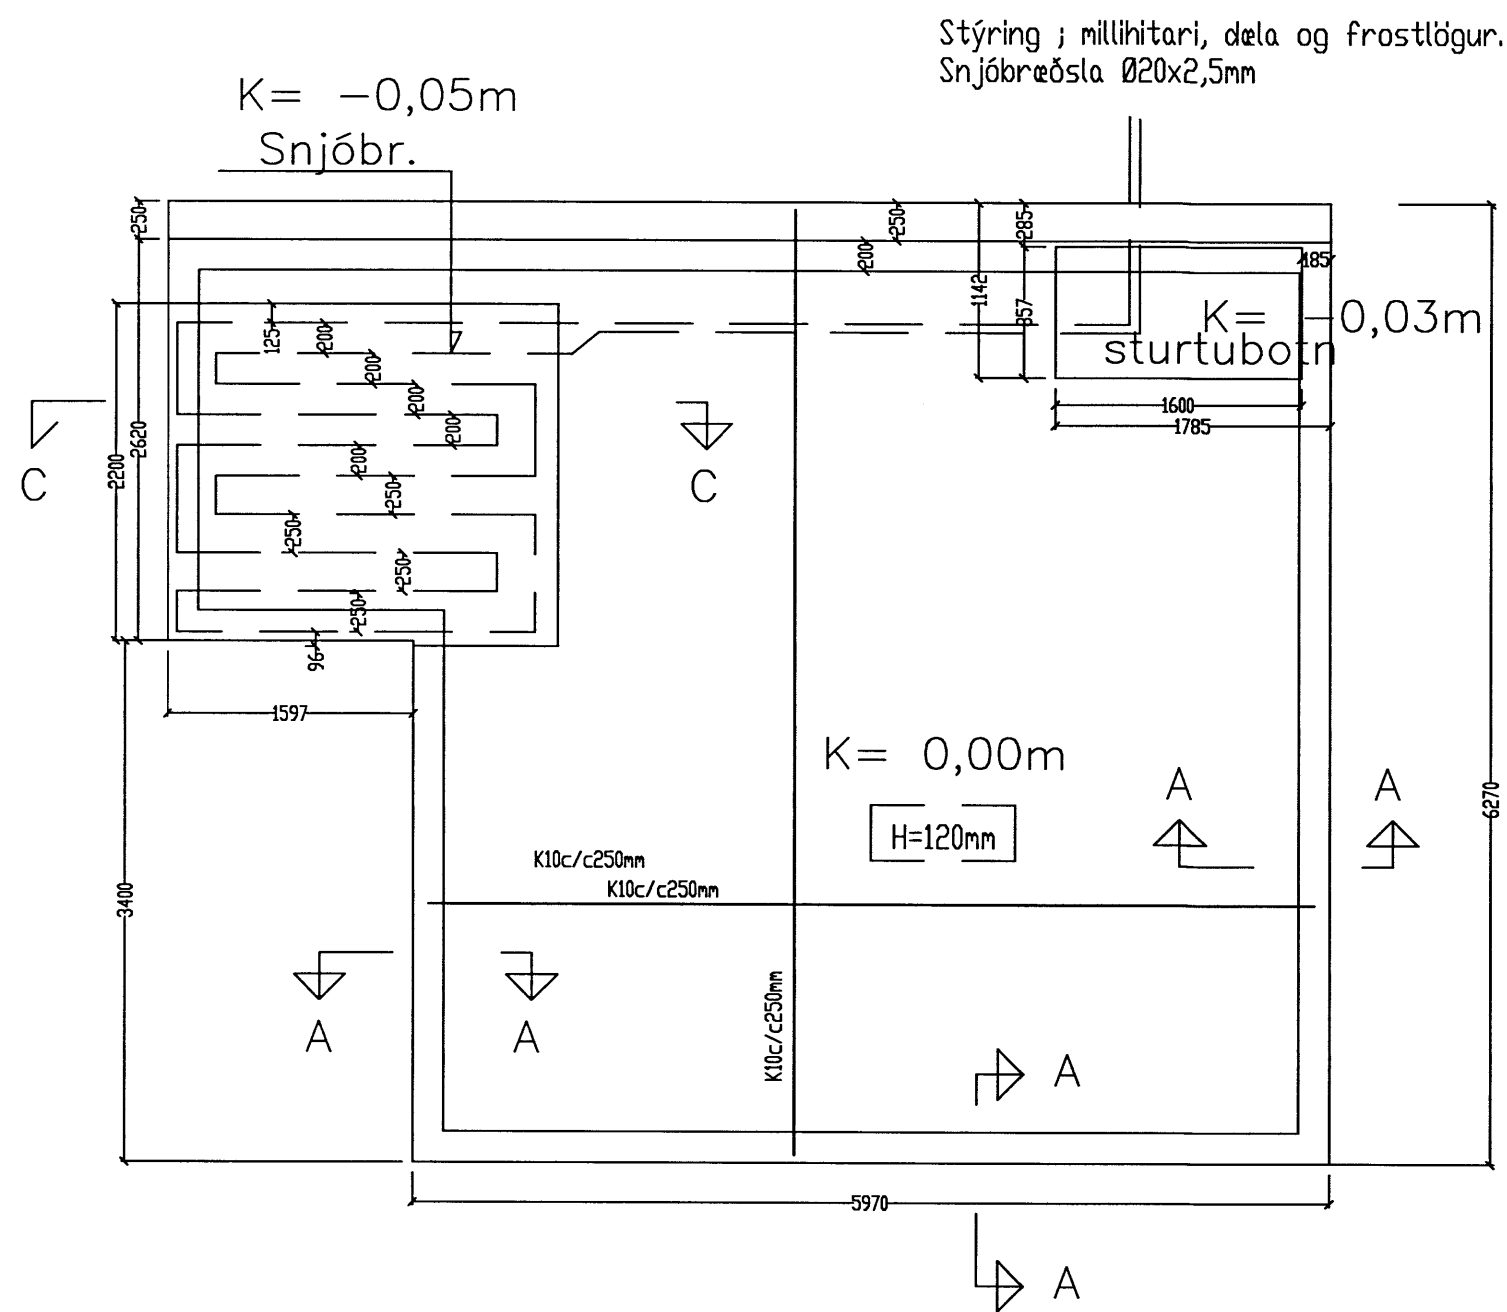 Stýring ; millihitari, dæla og frostlögur.
Snjóbræðsla Ø20x2,5mm
K= -0,05m
Snjóbr.
250
250
285
200
185
1142
857
K= -0,03m
sturtubotn
125
200
200
200
200
200
250
250
250
250
96
1600
1785
2200
2620
C
C
1597
K= 0,00m
H=120mm
A
A
6270
K10c/c250mm
K10c/c250mm
3400
K10c/c250mm
A
A
A
5970
A